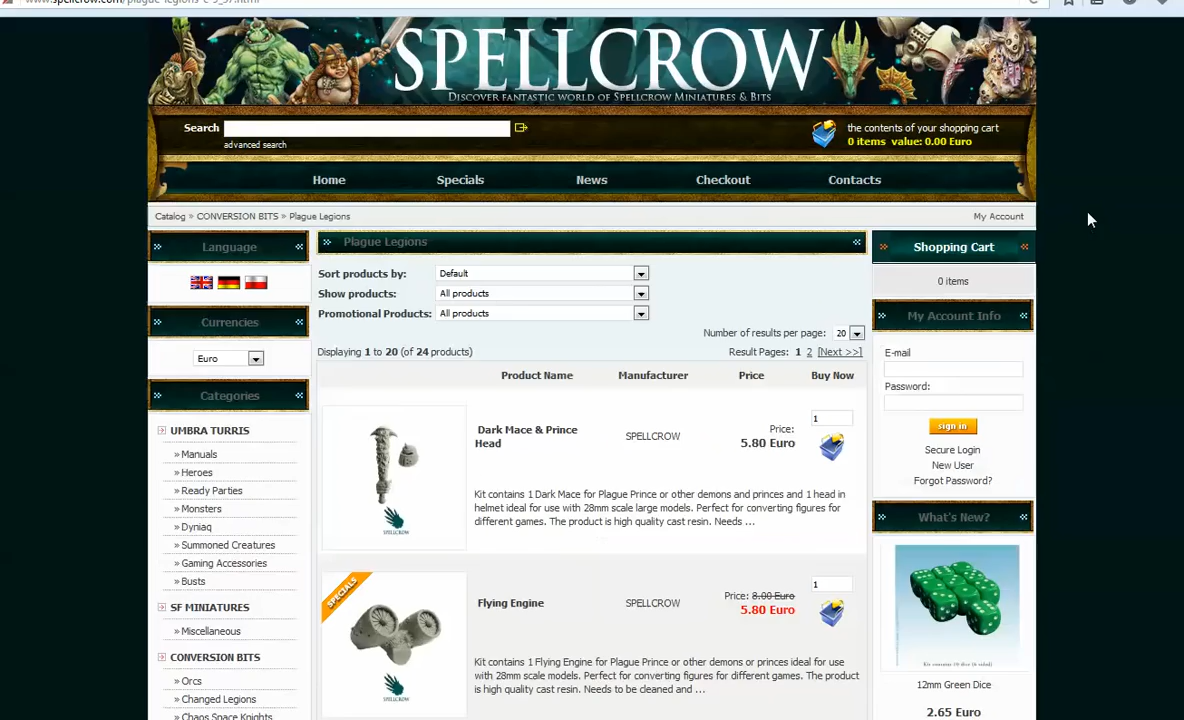 SPELLCROW
DISCOVER FANTASTIC WORLD OF SPELLCROW MINIATURES & BITS
Search
advanced search
the contents of your shopping cart
0 items value: 0.00 Euro
Home Specials News Checkout Contacts
Catalog » CONVERSION BITS » Plague Legions My Account
Language
Currencies
Euro
Categories
UMBRA TURRIS
» Manuals
» Heroes
» Ready Parties
» Monsters
» Dyniaq
» Summoned Creatures
» Gaming Accessories
» Busts
SF MINIATURES
» Miscellaneous
CONVERSION BITS
» Orcs
» Changed Legions
» Chaos Space Knights
Plague Legions
Sort products by: Default
Show products: All products
Promotional Products: All products
Number of results per page: 20
Displaying 1 to 20 (of 24 products) Result Pages: 1 2 [Next >>]
Product Name Manufacturer Price Buy Now
Dark Mace & Prince
Head
SPELLCROW
Price:
5.80 Euro
1
SPELLCROW
Kit contains 1 Dark Mace for Plague Prince or other demons and princes and 1 head in
helmet ideal for use with 28mm scale large models. Perfect for converting figures for
different games. The product is high quality cast resin. Needs ...
SPECIALS
Flying Engine
SPELLCROW
Price: 8.00 Euro
5.80 Euro
1
SPELLCROW
Kit contains 1 Flying Engine for Plague Prince or other demons or princes ideal for use
with 28mm scale models. Perfect for converting figures for different games. The product
is high quality cast resin. Needs to be cleaned and ...
Shopping Cart
0 items
My Account Info
E-mail
Password:
sign in
Secure Login
New User
Forgot Password?
What's New?
12mm Green Dice
2.65 Euro